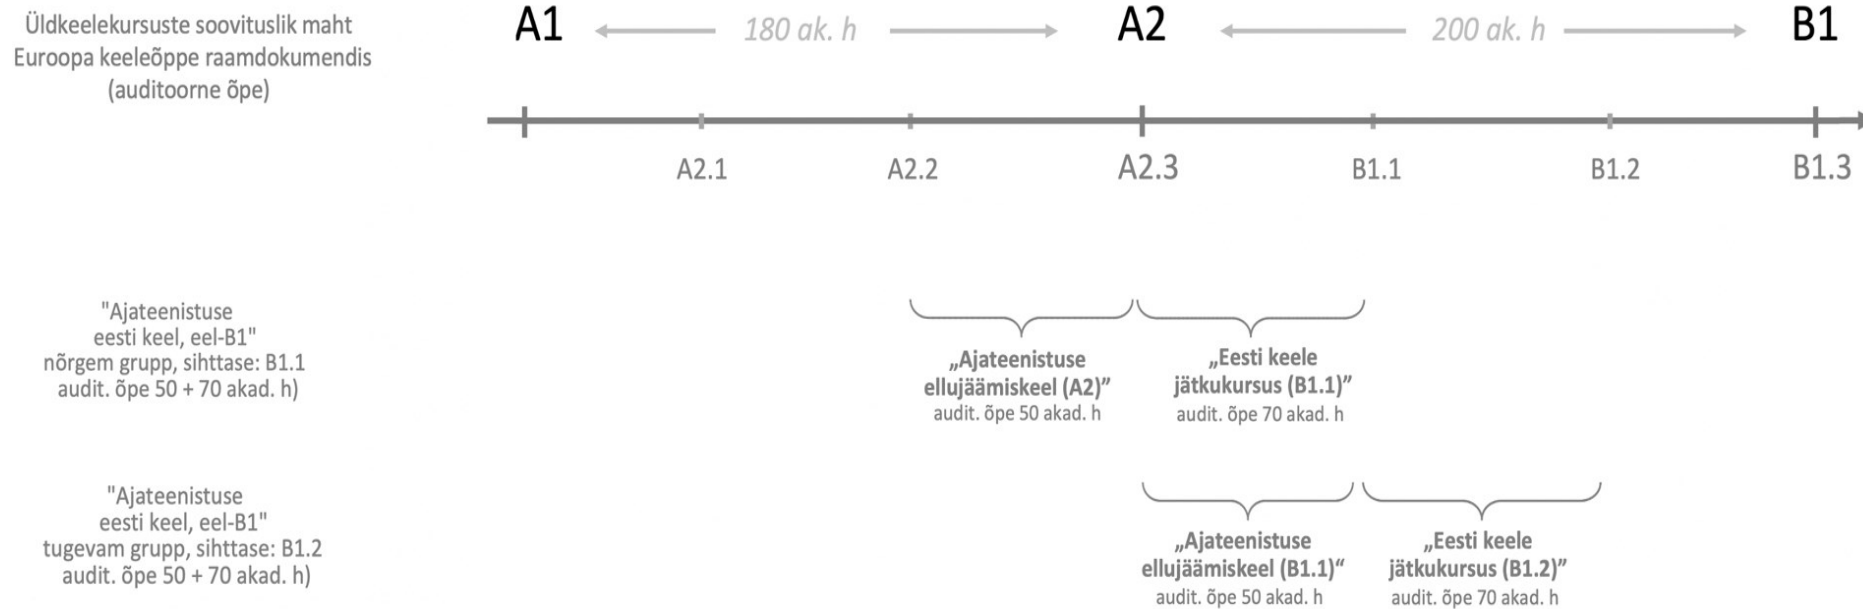 Üldkeelekursuste soovituslik maht
Euroopa keeleõppe raamdokumendis
(auditoorne õpe)
A1
180 ak. h
A2
200 ak. h
B1
A2.1
A2.2
A2.3
B1.1
B1.2
B1.3
"Ajateenistuse
eesti keel, eel-B1"
nõrgem grupp, sihttase: B1.1
audit. õpe 50 + 70 akad. h)
„Ajateenistuse
ellujäämiskeel (A2)”
audit. õpe 50 akad. h
„Eesti keele
jätkukursus (B1.1)”
audit. õpe 70 akad. h
"Ajateenistuse
eesti keel, eel-B1"
tugevam grupp, sihttase: B1.2
audit. õpe 50 + 70 akad. h)
„Ajateenistuse
ellujäämiskeel (B1.1)“
audit. õpe 50 akad. h
„Eesti keele
jätkukursus (B1.2)”
audit. õpe 70 akad. h